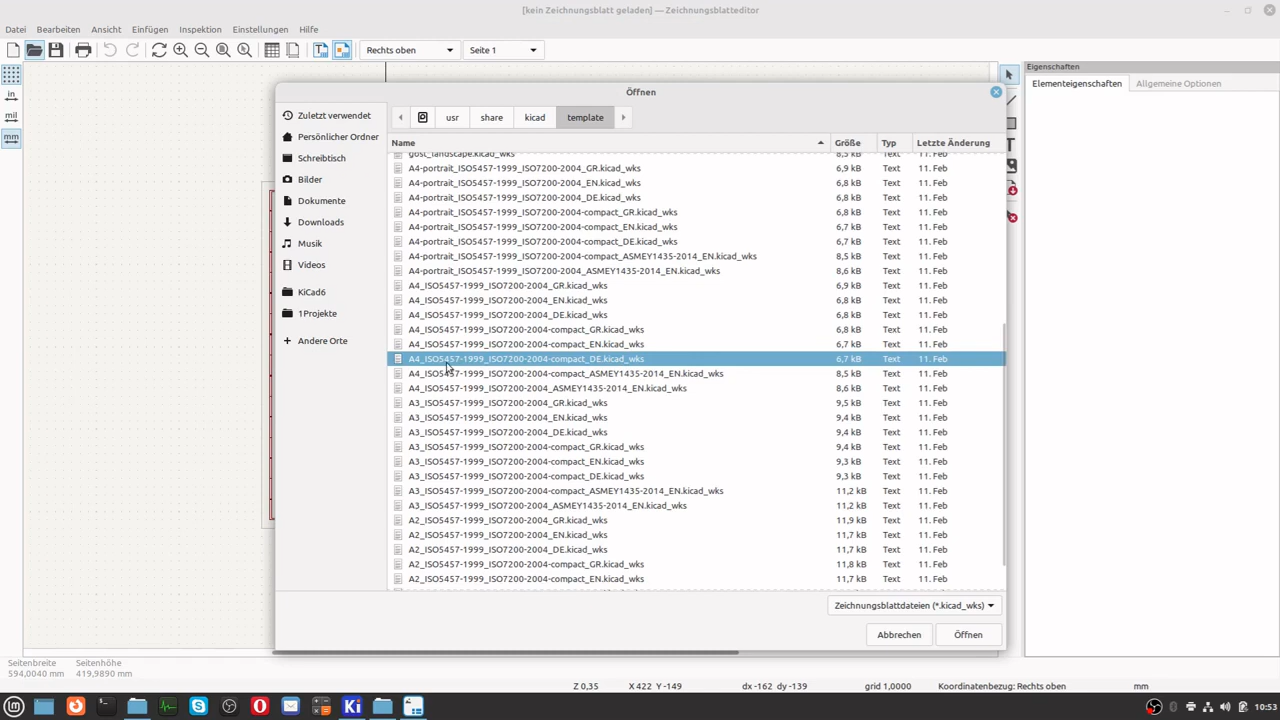 [kein Zeichnungsblatt geladen] — Zeichnungsblatteditor
Datei Bearbeiten Ansicht Einfügen Inspektion Einstellungen Hilfe
Rechts oben Seite 1
Eigenschaften
Elementeigenschaften Allgemeine Optionen
in
mil
mm
Öffnen
Zuletzt verwendet
Persönlicher Ordner
Schreibtisch
Bilder
Dokumente
Downloads
Musik
Videos
KiCad6
1Projekte
Andere Orte
usr share kicad template
Name Größe Typ Letzte Änderung
gost_landscape.kicad_wks 8,5 kB Text 11. Feb
A4-portrait_ISO5457-1999_ISO7200-2004_GR.kicad_wks 6,9 kB Text 11. Feb
A4-portrait_ISO5457-1999_ISO7200-2004_EN.kicad_wks 6,8 kB Text 11. Feb
A4-portrait_ISO5457-1999_ISO7200-2004_DE.kicad_wks 6,8 kB Text 11. Feb
A4-portrait_ISO5457-1999_ISO7200-2004-compact_GR.kicad_wks 6,8 kB Text 11. Feb
A4-portrait_ISO5457-1999_ISO7200-2004-compact_EN.kicad_wks 6,7 kB Text 11. Feb
A4-portrait_ISO5457-1999_ISO7200-2004-compact_DE.kicad_wks 6,7 kB Text 11. Feb
A4-portrait_ISO5457-1999_ISO7200-2004-compact_ASMEY1435-2014_EN.kicad_wks 8,5 kB Text 11. Feb
A4-portrait_ISO5457-1999_ISO7200-2004_ASMEY1435-2014_EN.kicad_wks 8,6 kB Text 11. Feb
A4_ISO5457-1999_ISO7200-2004_GR.kicad_wks 6,9 kB Text 11. Feb
A4_ISO5457-1999_ISO7200-2004_EN.kicad_wks 6,8 kB Text 11. Feb
A4_ISO5457-1999_ISO7200-2004_DE.kicad_wks 6,8 kB Text 11. Feb
A4_ISO5457-1999_ISO7200-2004-compact_GR.kicad_wks 6,8 kB Text 11. Feb
A4_ISO5457-1999_ISO7200-2004-compact_EN.kicad_wks 6,7 kB Text 11. Feb
A4_ISO5457-1999_ISO7200-2004-compact_DE.kicad_wks 6,7 kB Text 11. Feb
A4_ISO5457-1999_ISO7200-2004-compact_ASMEY1435-2014_EN.kicad_wks 8,5 kB Text 11. Feb
A4_ISO5457-1999_ISO7200-2004_ASMEY1435-2014_EN.kicad_wks 8,6 kB Text 11. Feb
A3_ISO5457-1999_ISO7200-2004_GR.kicad_wks 9,5 kB Text 11. Feb
A3_ISO5457-1999_ISO7200-2004_EN.kicad_wks 9,4 kB Text 11. Feb
A3_ISO5457-1999_ISO7200-2004_DE.kicad_wks 9,4 kB Text 11. Feb
A3_ISO5457-1999_ISO7200-2004-compact_GR.kicad_wks 9,4 kB Text 11. Feb
A3_ISO5457-1999_ISO7200-2004-compact_EN.kicad_wks 9,3 kB Text 11. Feb
A3_ISO5457-1999_ISO7200-2004-compact_DE.kicad_wks 9,3 kB Text 11. Feb
A3_ISO5457-1999_ISO7200-2004-compact_ASMEY1435-2014_EN.kicad_wks 11,2 kB Text 11. Feb
A3_ISO5457-1999_ISO7200-2004_ASMEY1435-2014_EN.kicad_wks 11,2 kB Text 11. Feb
A2_ISO5457-1999_ISO7200-2004_GR.kicad_wks 11,9 kB Text 11. Feb
A2_ISO5457-1999_ISO7200-2004_EN.kicad_wks 11,7 kB Text 11. Feb
A2_ISO5457-1999_ISO7200-2004_DE.kicad_wks 11,7 kB Text 11. Feb
A2_ISO5457-1999_ISO7200-2004-compact_GR.kicad_wks 11,8 kB Text 11. Feb
A2_ISO5457-1999_ISO7200-2004-compact_EN.kicad_wks 11,7 kB Text 11. Feb
Zeichnungsblattdateien (*.kicad_wks)
Abbrechen Öffnen
Seitenbreite Seitenhöhe
594,0040 mm 419,9890 mm
Z 0,35 X 422 Y -149 dx -162 dy -139 grid 1,0000 Koordinatenbezug: Rechts oben mm
Ki
10:53